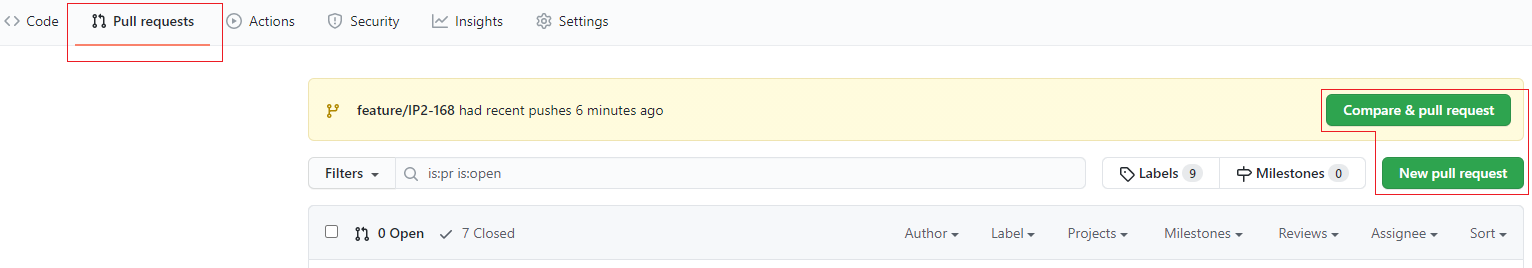 Code Pull requests Actions Security Insights Settings
feature/IP2-168 had recent pushes 6 minutes ago Compare & pull request
Filters is:pr is:open Labels 9 Milestones 0 New pull request
0 Open 7 Closed Author Label Projects Milestones Reviews Assignee Sort